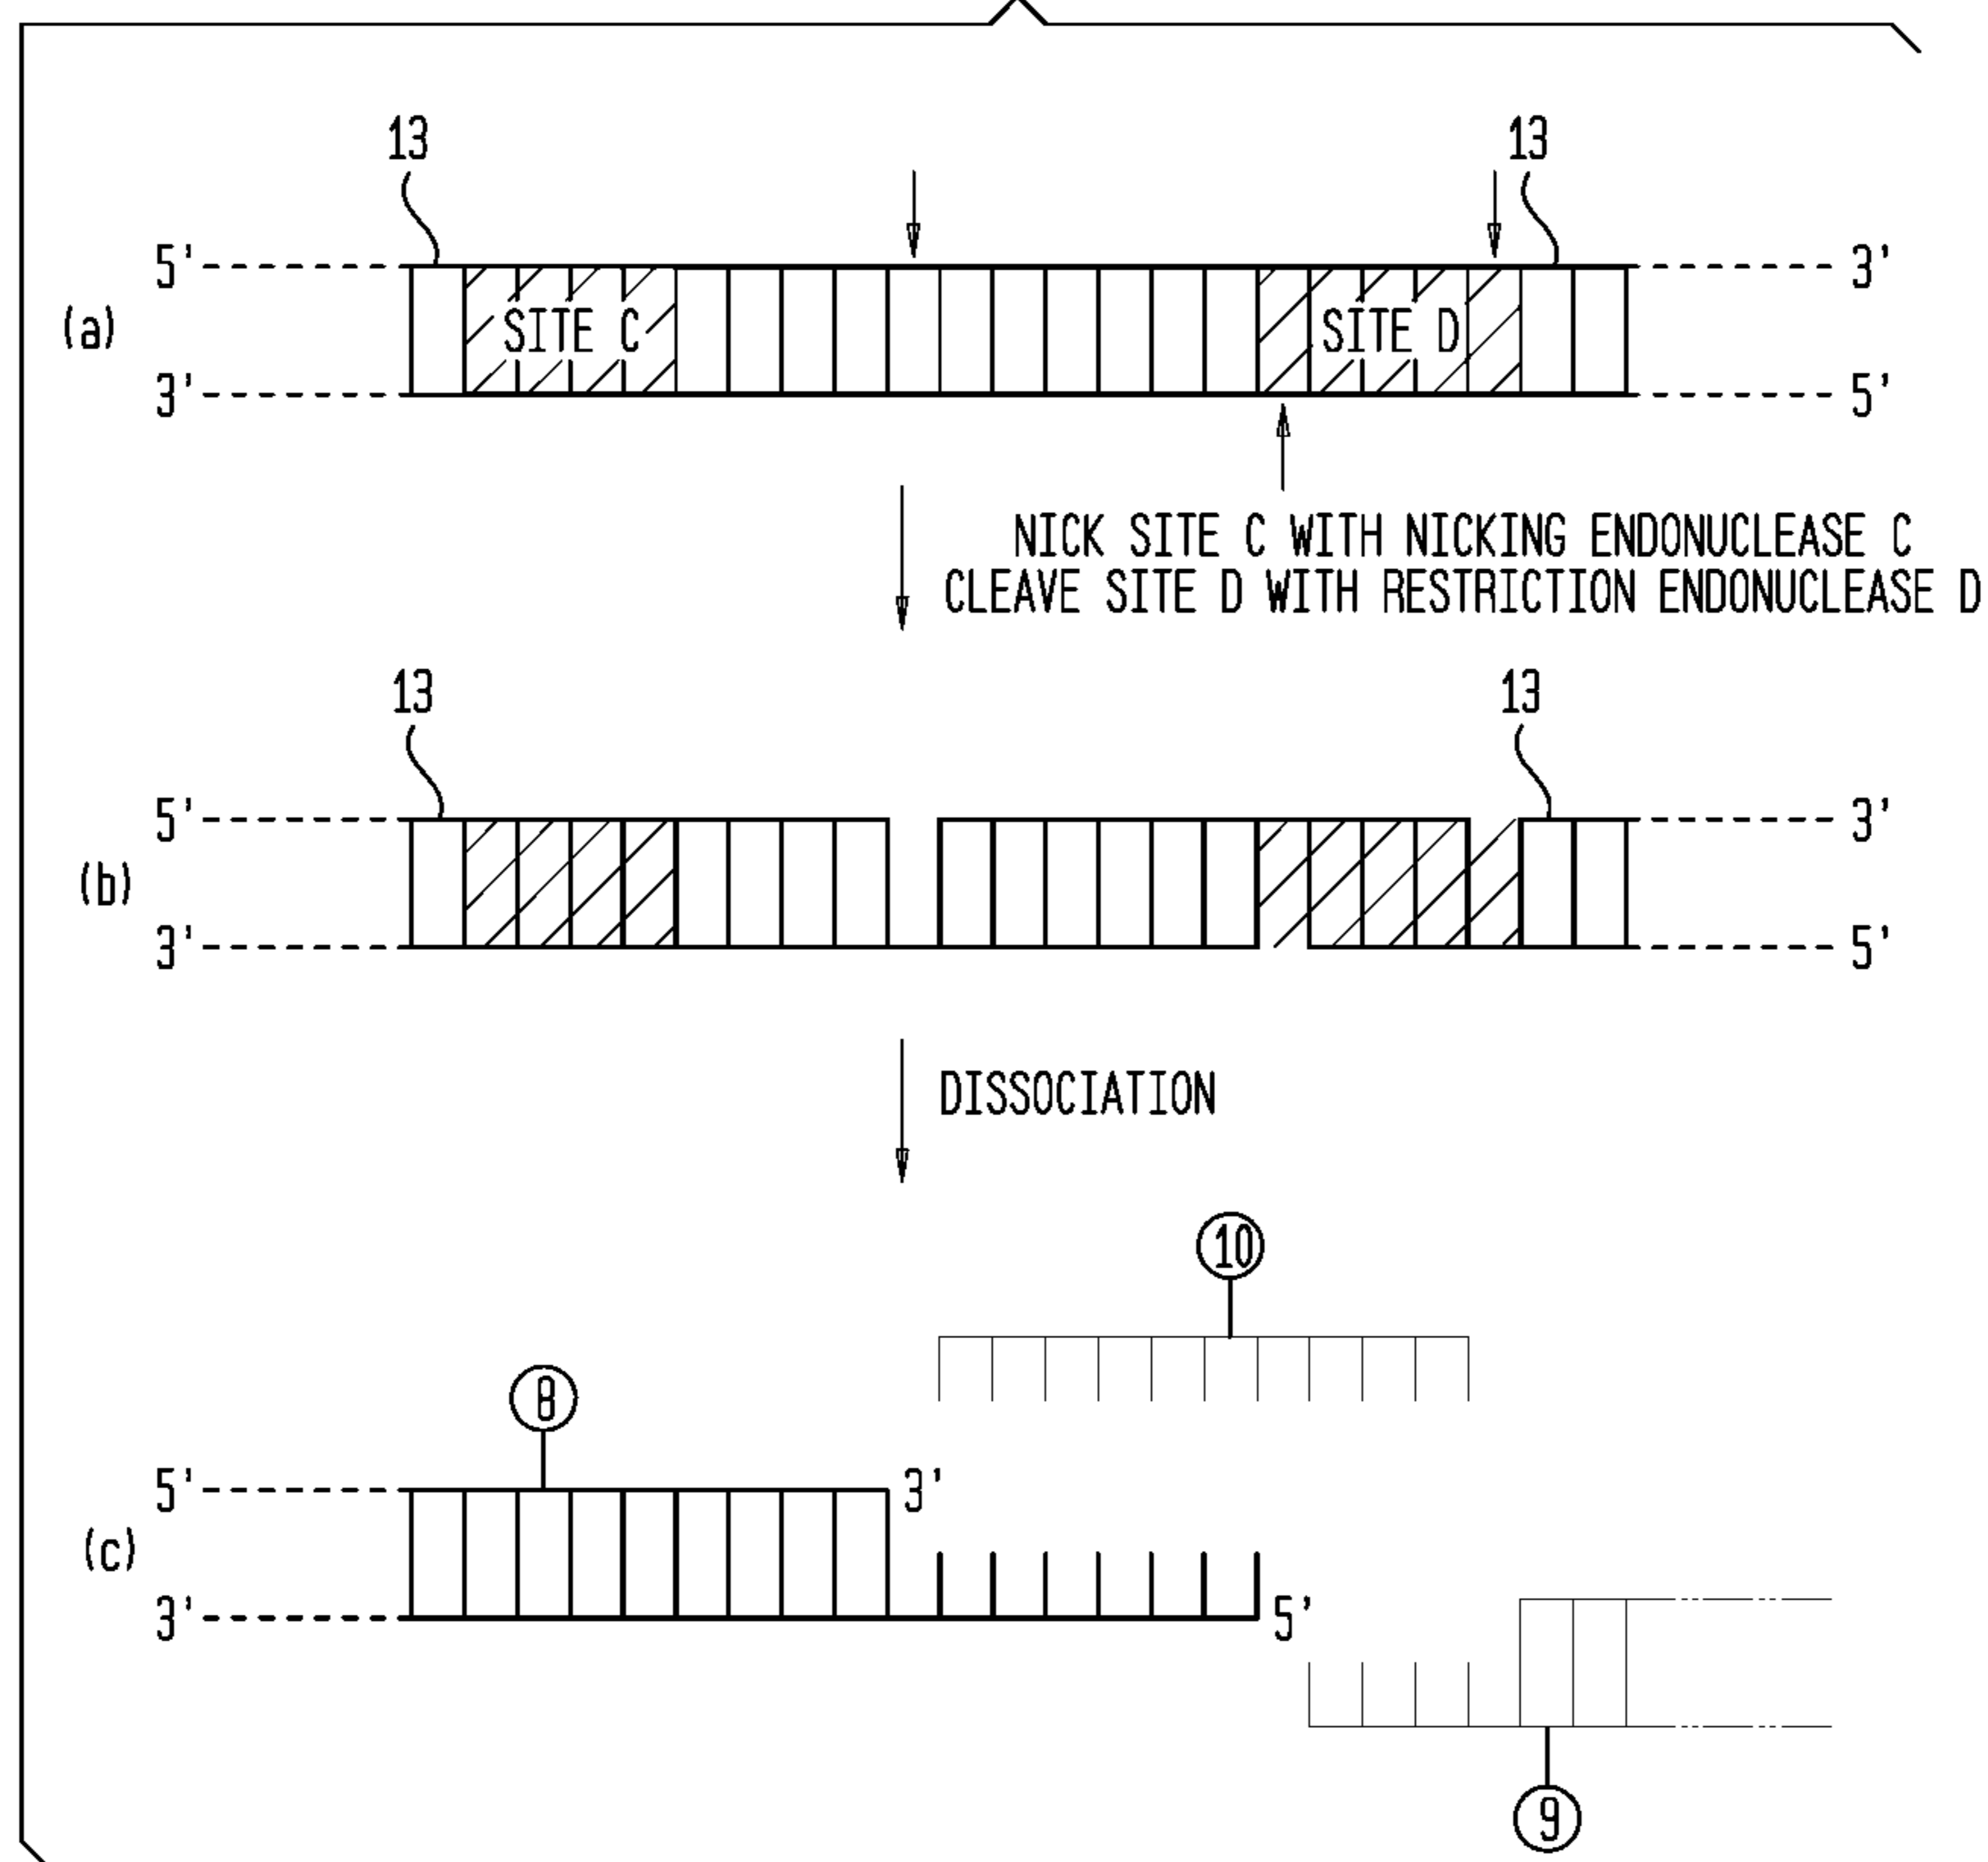 13 13
5' 3'
(a) SITE C SITE D
3' 5'
NICK SITE C WITH NICKING ENDONUCLEASE C
CLEAVE SITE D WITH RESTRICTION ENDONUCLEASE D
13 13
5' 3'
(b)
3' 5'
DISSOCIATION
10
8
5' 3'
(c)
3' 5'
9